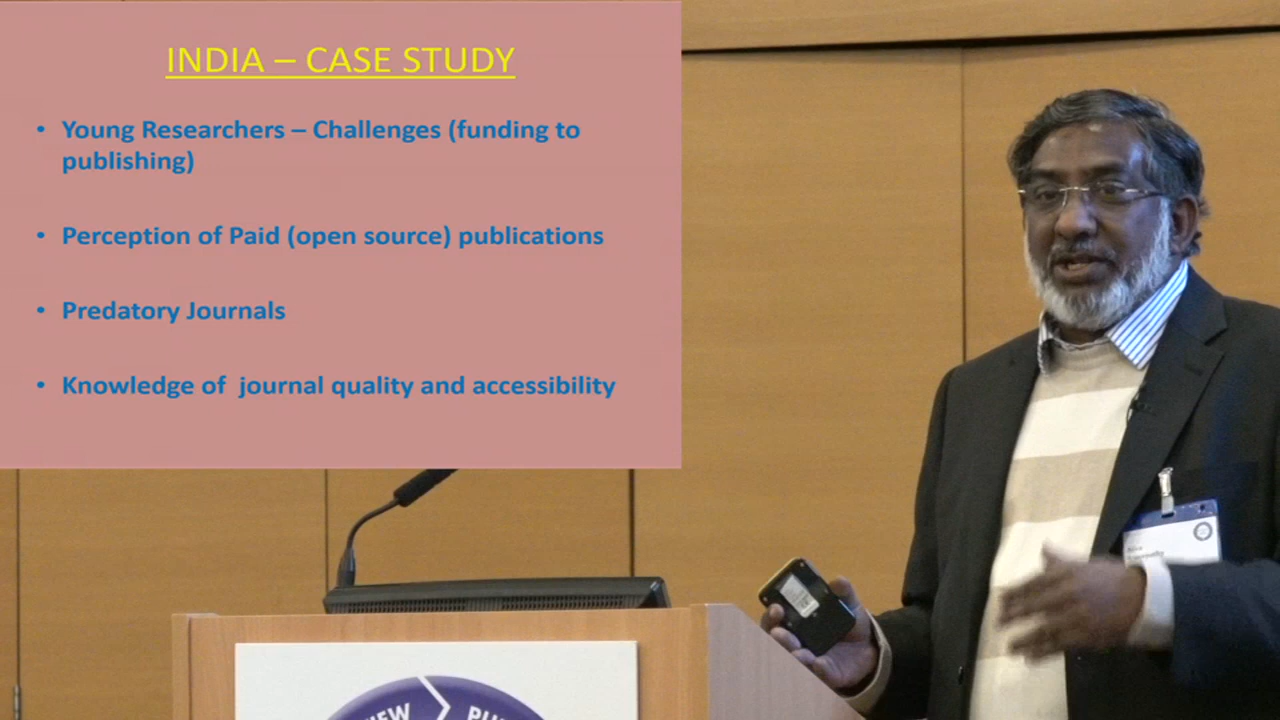 INDIA – CASE STUDY
• Young Researchers – Challenges (funding to
publishing)
• Perception of Paid (open source) publications
• Predatory Journals
• Knowledge of  journal quality and accessibility